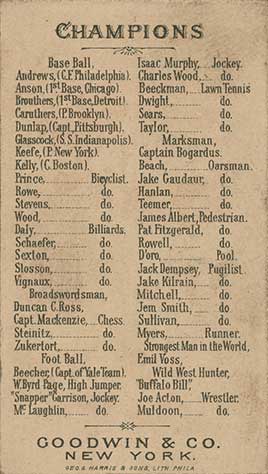 CHAMPIONS
Base Ball,
Andrews, (C.F. Philadelphia).
Anson, (1st Base, Chicago).
Brouthers, (1st Base, Detroit).
Caruthers, (P. Brooklyn).
Dunlap, (Capt. Pittsburgh).
Glasscock, (S.S. Indianapolis).
Keefe, (P. New York).
Kelly, (C. Boston).
Prince, Bicyclist.
Rowe, do.
Stevens, do.
Wood, do.
Daly, Billiards.
Schaefer, do.
Sexton, do.
Slosson, do.
Vignaux, do.
Broadswordsman,
Duncan C. Ross,
Capt. Mackenzie, Chess.
Steinitz, do.
Zukertort, do.
Foot Ball,
Beecher, (Capt. of Yale Team).
W. Byrd Page, High Jumper.
"Snapper" Garrison, Jockey.
Mc Laughlin, do.
Isaac Murphy, Jockey.
Charles Wood, do.
Beeckman, Lawn Tennis
Dwight, do.
Sears, do.
Taylor, do.
Marksman,
Captain Bogardus.
Beach, Oarsman.
Jake Gaudaur, do.
Hanlan, do.
Teemer, do.
James Albert, Pedestrian.
Pat Fitzgerald, do.
Rowell, do.
D'oro, Pool.
Jack Dempsey, Pugilist.
Jake Kilrain, do.
Mitchell, do.
Jem Smith, do.
Sullivan, do.
Myers, Runner.
Strongest Man in the World,
Emil Voss,
Wild West Hunter,
"Buffalo Bill",
Joe Acton, Wrestler.
Muldoon, do.
GOODWIN & CO.
NEW YORK.
GEO. S. HARRIS & SONS, LITH. PHILA.